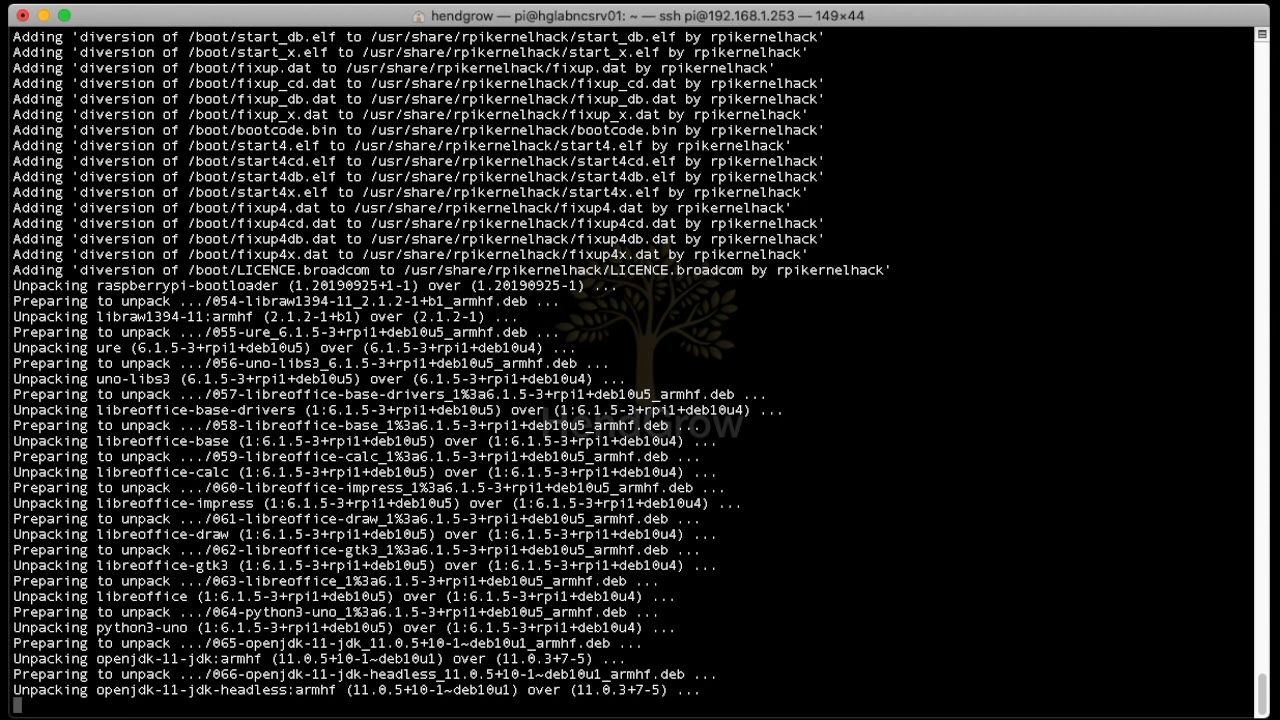 hendgrow — pi@hglabncsrv01: ~ — ssh pi@192.168.1.253 — 149×44
Adding 'diversion of /boot/start_db.elf to /usr/share/rpikernelhack/start_db.elf by rpikernelhack'
Adding 'diversion of /boot/start_x.elf to /usr/share/rpikernelhack/start_x.elf by rpikernelhack'
Adding 'diversion of /boot/fixup.dat to /usr/share/rpikernelhack/fixup.dat by rpikernelhack'
Adding 'diversion of /boot/fixup_cd.dat to /usr/share/rpikernelhack/fixup_cd.dat by rpikernelhack'
Adding 'diversion of /boot/fixup_db.dat to /usr/share/rpikernelhack/fixup_db.dat by rpikernelhack'
Adding 'diversion of /boot/fixup_x.dat to /usr/share/rpikernelhack/fixup_x.dat by rpikernelhack'
Adding 'diversion of /boot/bootcode.bin to /usr/share/rpikernelhack/bootcode.bin by rpikernelhack'
Adding 'diversion of /boot/start4.elf to /usr/share/rpikernelhack/start4.elf by rpikernelhack'
Adding 'diversion of /boot/start4cd.elf to /usr/share/rpikernelhack/start4cd.elf by rpikernelhack'
Adding 'diversion of /boot/start4db.elf to /usr/share/rpikernelhack/start4db.elf by rpikernelhack'
Adding 'diversion of /boot/start4x.elf to /usr/share/rpikernelhack/start4x.elf by rpikernelhack'
Adding 'diversion of /boot/fixup4.dat to /usr/share/rpikernelhack/fixup4.dat by rpikernelhack'
Adding 'diversion of /boot/fixup4cd.dat to /usr/share/rpikernelhack/fixup4cd.dat by rpikernelhack'
Adding 'diversion of /boot/fixup4db.dat to /usr/share/rpikernelhack/fixup4db.dat by rpikernelhack'
Adding 'diversion of /boot/fixup4x.dat to /usr/share/rpikernelhack/fixup4x.dat by rpikernelhack'
Adding 'diversion of /boot/LICENCE.broadcom to /usr/share/rpikernelhack/LICENCE.broadcom by rpikernelhack'
Unpacking raspberrypi-bootloader (1.20190925+1-1) over (1.20190925-1) ...
Preparing to unpack .../054-libraw1394-11_2.1.2-1+b1_armhf.deb ...
Unpacking libraw1394-11:armhf (2.1.2-1+b1) over (2.1.2-1) ...
Preparing to unpack .../055-ure_6.1.5-3+rpi1+deb10u5_armhf.deb ...
Unpacking ure (6.1.5-3+rpi1+deb10u5) over (6.1.5-3+rpi1+deb10u4) ...
Preparing to unpack .../056-uno-libs3_6.1.5-3+rpi1+deb10u5_armhf.deb ...
Unpacking uno-libs3 (6.1.5-3+rpi1+deb10u5) over (6.1.5-3+rpi1+deb10u4) ...
Preparing to unpack .../057-libreoffice-base-drivers_1%3a6.1.5-3+rpi1+deb10u5_armhf.deb ...
Unpacking libreoffice-base-drivers (1:6.1.5-3+rpi1+deb10u5) over (1:6.1.5-3+rpi1+deb10u4) ...
Preparing to unpack .../058-libreoffice-base_1%3a6.1.5-3+rpi1+deb10u5_armhf.deb ...
HendGrow
Unpacking libreoffice-base (1:6.1.5-3+rpi1+deb10u5) over (1:6.1.5-3+rpi1+deb10u4) ...
Preparing to unpack .../059-libreoffice-calc_1%3a6.1.5-3+rpi1+deb10u5_armhf.deb ...
Unpacking libreoffice-calc (1:6.1.5-3+rpi1+deb10u5) over (1:6.1.5-3+rpi1+deb10u4) ...
Preparing to unpack .../060-libreoffice-impress_1%3a6.1.5-3+rpi1+deb10u5_armhf.deb ...
Unpacking libreoffice-impress (1:6.1.5-3+rpi1+deb10u5) over (1:6.1.5-3+rpi1+deb10u4) ...
Preparing to unpack .../061-libreoffice-draw_1%3a6.1.5-3+rpi1+deb10u5_armhf.deb ...
Unpacking libreoffice-draw (1:6.1.5-3+rpi1+deb10u5) over (1:6.1.5-3+rpi1+deb10u4) ...
Preparing to unpack .../062-libreoffice-gtk3_1%3a6.1.5-3+rpi1+deb10u5_armhf.deb ...
Unpacking libreoffice-gtk3 (1:6.1.5-3+rpi1+deb10u5) over (1:6.1.5-3+rpi1+deb10u4) ...
Preparing to unpack .../063-libreoffice_1%3a6.1.5-3+rpi1+deb10u5_armhf.deb ...
Unpacking libreoffice (1:6.1.5-3+rpi1+deb10u5) over (1:6.1.5-3+rpi1+deb10u4) ...
Preparing to unpack .../064-python3-uno_1%3a6.1.5-3+rpi1+deb10u5_armhf.deb ...
Unpacking python3-uno (1:6.1.5-3+rpi1+deb10u5) over (1:6.1.5-3+rpi1+deb10u4) ...
Preparing to unpack .../065-openjdk-11-jdk_11.0.5+10-1~deb10u1_armhf.deb ...
Unpacking openjdk-11-jdk:armhf (11.0.5+10-1~deb10u1) over (11.0.3+7-5) ...
Preparing to unpack .../066-openjdk-11-jdk-headless_11.0.5+10-1~deb10u1_armhf.deb ...
Unpacking openjdk-11-jdk-headless:armhf (11.0.5+10-1~deb10u1) over (11.0.3+7-5) ...